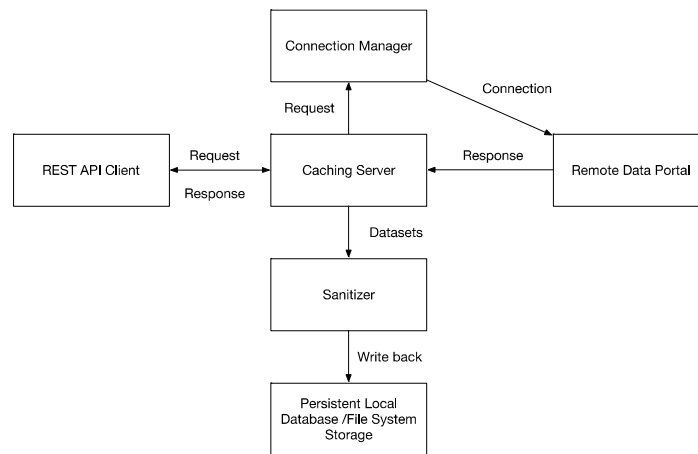 Connection Manager
Connection
Request
REST API Client
Request
Response
Caching Server
Response
Remote Data Portal
Datasets
Sanitizer
Write back
Persistent Local
Database /File System
Storage